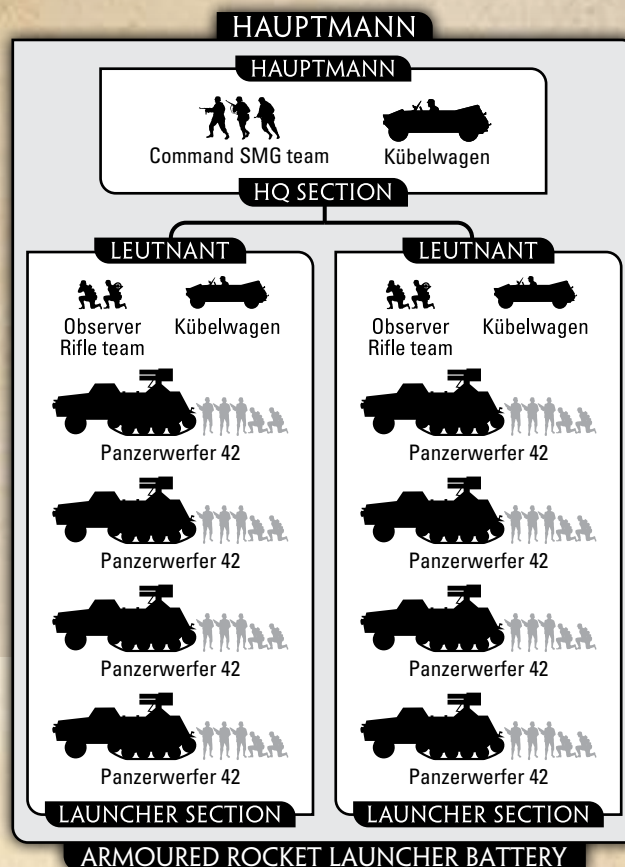 HAUPTMANN
HAUPTMANN
Command SMG team
Kübelwagen
HQ SECTION
LEUTNANT
Observer
Rifle team
Kübelwagen
Panzerwerfer 42
Panzerwerfer 42
Panzerwerfer 42
Panzerwerfer 42
LAUNCHER SECTION
LEUTNANT
Observer
Rifle team
Kübelwagen
Panzerwerfer 42
Panzerwerfer 42
Panzerwerfer 42
Panzerwerfer 42
LAUNCHER SECTION
ARMOURED ROCKET LAUNCHER BATTERY